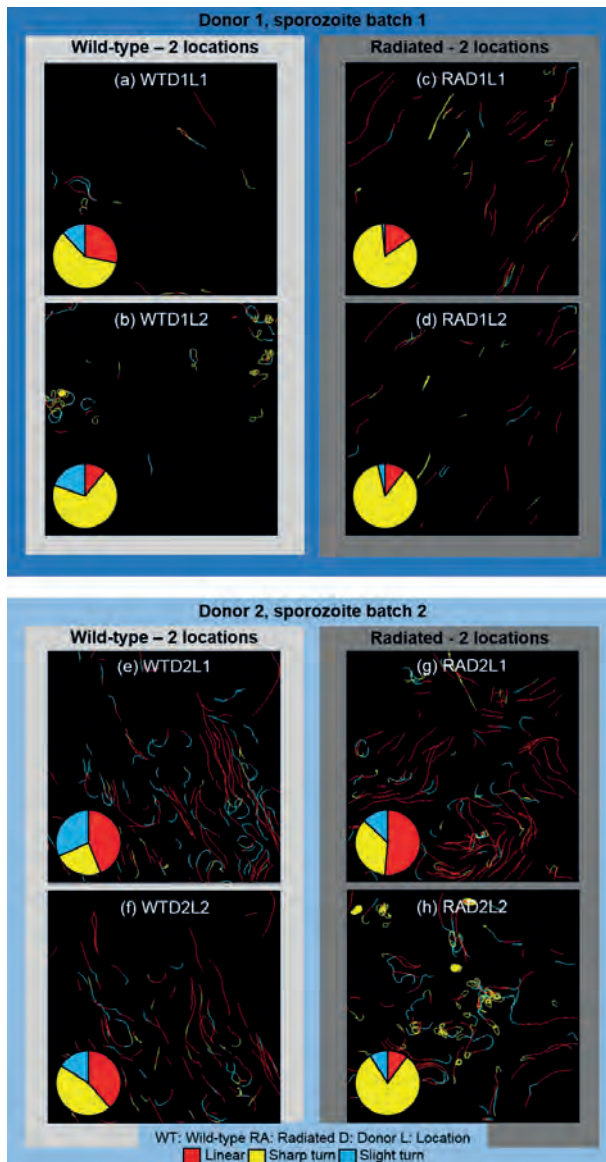 Donor 1, sporozoite batch 1
Wild-type – 2 locations
Radiated - 2 locations
(a) WTD1L1
(c) RAD1L1
(b) WTD1L2
(d) RAD1L2
Donor 2, sporozoite batch 2
Wild-type – 2 locations
Radiated - 2 locations
(e) WTD2L1
(g) RAD2L1
(f) WTD2L2
(h) RAD2L2
WT: Wild-type RA: Radiated D: Donor L: Location
Linear Sharp turn Slight turn